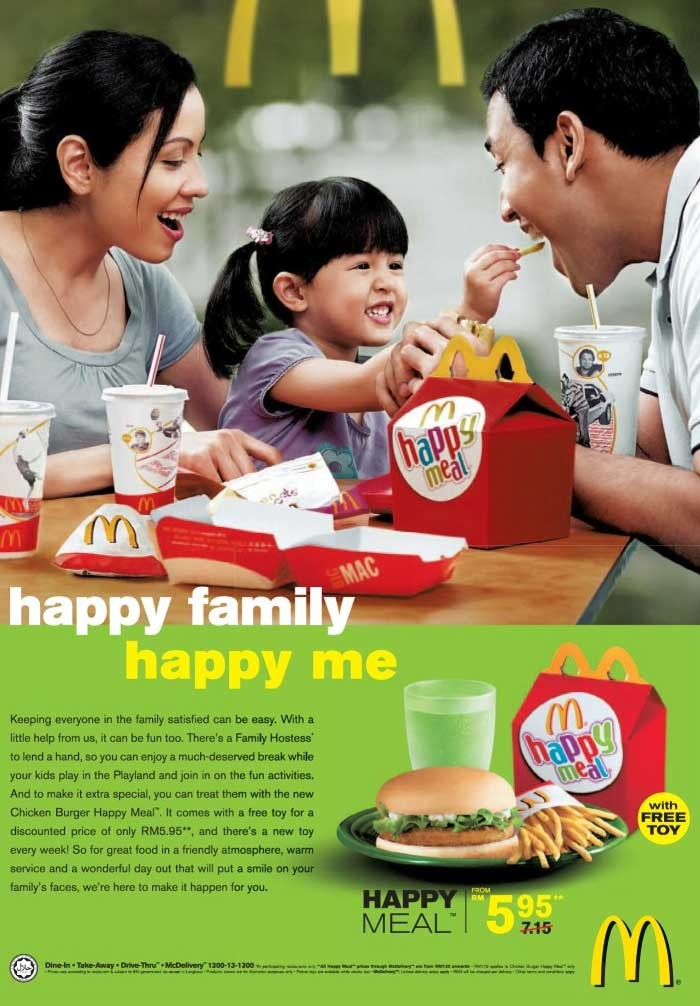 happy
meal
BIG
MAC
happy family
happy me
Keeping everyone in the family satisfied can be easy. With a
little help from us, it can be fun too. There's a Family Hostess*
to lend a hand, so you can enjoy a much-deserved break while
your kids play in the Playland and join in on the fun activities.
And to make it extra special, you can treat them with the new
Chicken Burger Happy Meal™. It comes with a free toy for a
discounted price of only RM5.95**, and there's a new toy
every week! So for great food in a friendly atmosphere, warm
service and a wonderful day out that will put a smile on your
family's faces, we're here to make it happen for you.
happy
meal
with
FREE
TOY
HAPPY
MEAL™
FROM
RM
5.95**
7.15
Dine-In • Take-Away • Drive-Thru™ • McDelivery™ 1300-13-1300